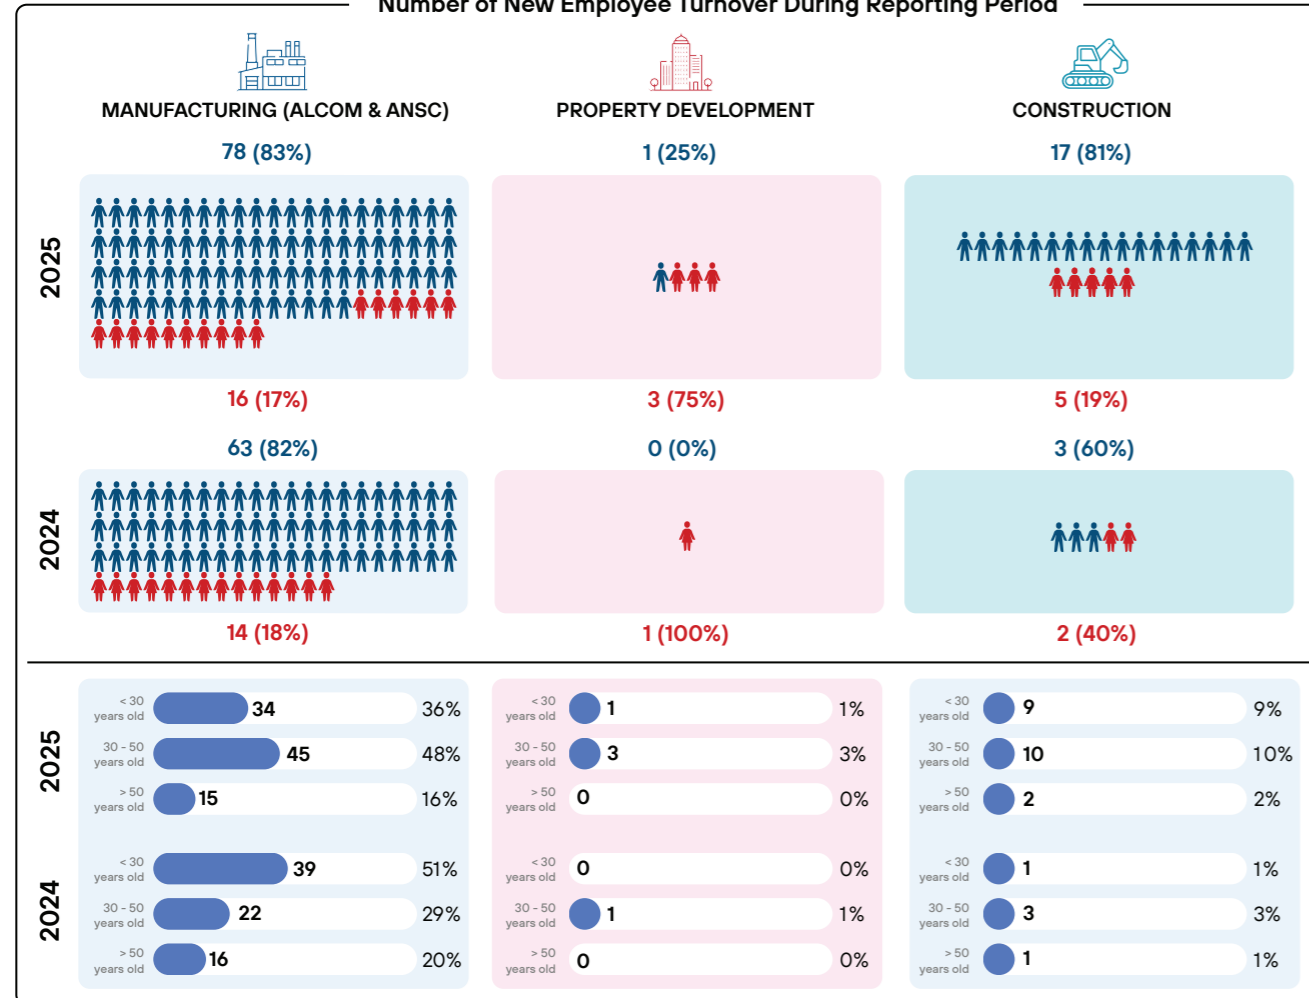 Number of New Employee Turnover During Reporting Period
MANUFACTURING (ALCOM & ANSC)
PROPERTY DEVELOPMENT
CONSTRUCTION
2025
78 (83%)
1 (25%)
17 (81%)
16 (17%)
3 (75%)
5 (19%)
2024
63 (82%)
0 (0%)
3 (60%)
14 (18%)
1 (100%)
2 (40%)
2025
< 30
years old
34
36%
30 - 50
years old
45
48%
> 50
years old
15
16%
< 30
years old
1
1%
30 - 50
years old
3
3%
> 50
years old
0
0%
< 30
years old
9
9%
30 - 50
years old
10
10%
> 50
years old
2
2%
2024
< 30
years old
39
51%
30 - 50
years old
22
29%
> 50
years old
16
20%
< 30
years old
0
0%
30 - 50
years old
1
1%
> 50
years old
0
0%
< 30
years old
1
1%
30 - 50
years old
3
3%
> 50
years old
1
1%